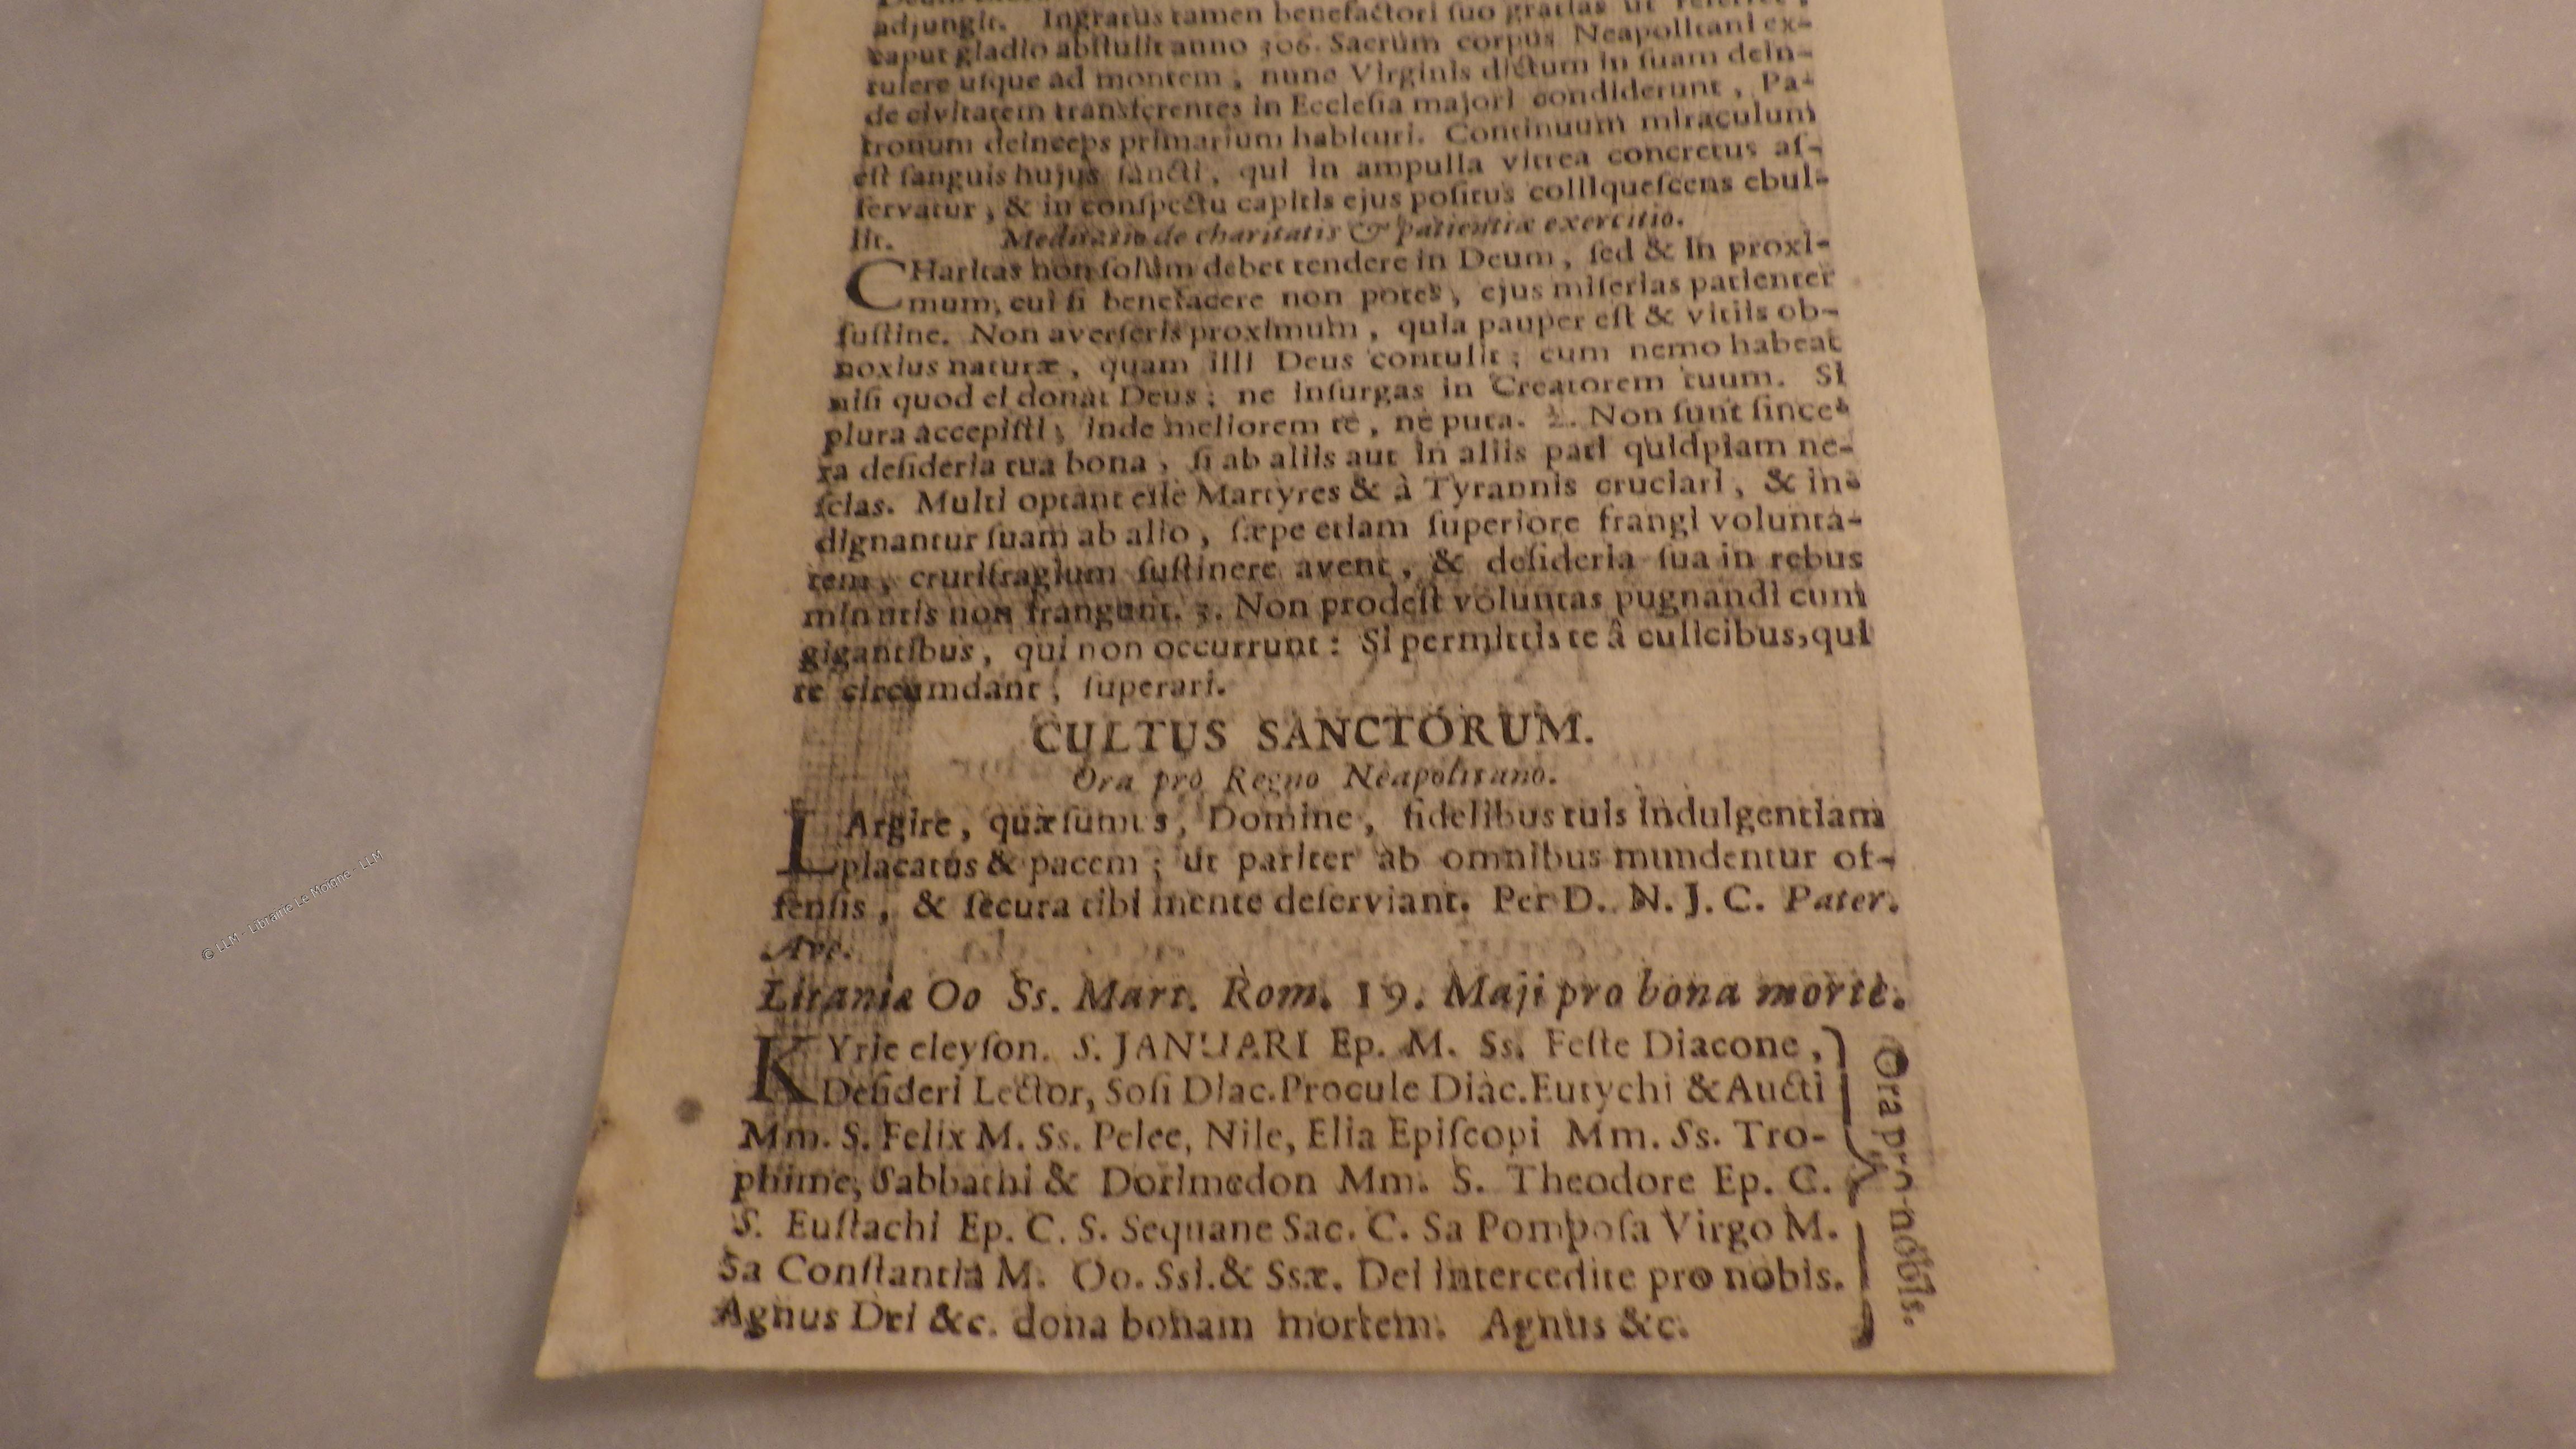 adjungit. Ingratus tamen benefactori ſuo gratias ut referret,
caput gladio abſtulit anno 306. Sacrum corpus Neapolitani ex-
tulere uſque ad montem, nunc Virginis dictum in ſuam dein-
de civitatem transferentes in Eccleſia majori condiderunt, Pa-
tronum deinceps primarium habituri. Continuum miraculum
eſt ſanguis hujus ſancti, qui in ampulla vitrea concretus aſ-
ſervatur, & in conſpectu capitis ejus poſitus colliqueſcens ebul-
lit. Meditatio de charitatis & patientiæ exercitio.
CHaritas non ſolùm debet tendere in Deum, ſed & in proxi-
mum, cui ſi benefacere non potes, ejus miſerias patienter
ſuſtine. Non averſeris proximum, quia pauper eſt & vitiis ob-
noxius naturæ, quam illi Deus contulit; cum nemo habeat
niſi quod ei donat Deus; ne inſurgas in Creatorem tuum. Si
plura accepiſti, inde meliorem te, ne puta. 2. Non ſunt ſince-
ra deſideria tua bona, ſi ab aliis aut in aliis pati quidpiam ne-
ſcias. Multi optant eſſe Martyres & à Tyrannis cruciari, & in-
dignantur ſuam ab alio, ſæpe etiam ſuperiore frangi volunta-
tem, crurifragium ſuſtinere avent, & deſideria ſua in rebus
minutis non frangunt. 3. Non prodeſt voluntas pugnandi cum
gigantibus, qui non occurrunt: Si permittis te â culicibus, qui
te circumdant, ſuperari.
CULTUS SANCTORUM.
Ora pro Regno Neapolitano.
LArgire, quæſumus, Domine, fidelibus tuis indulgentiam
placatus & pacem; ut pariter ab omnibus mundentur of-
fenſis, & ſecura tibi mente deſerviant. Per D. N. J. C. Pater.
Ave.
Litaniæ Oo Ss. Mart. Rom. 19. Maji pro bona morte.
KYrie eleyſon. S. JANUARI Ep. M. Ss. Feſte Diacone,
Deſideri Lector, Soſi Diac. Procule Diac. Eutychi & Aucti
Mm. S. Felix M. Ss. Pelee, Nile, Elia Epiſcopi Mm. Ss. Tro-
phime, Sabbathi & Dorimedon Mm. S. Theodore Ep. C.
S. Euſtachi Ep. C. S. Sequane Sac. C. Sa Pompoſa Virgo M.
Sa Conſtantia M. Oo. Ssi. & Ssæ. Dei intercedite pro nobis.
Agnus Dei &c. dona bonam mortem. Agnus &c.
Ora pro nobis.
© LLM - Librairie Le Moigne - LLM